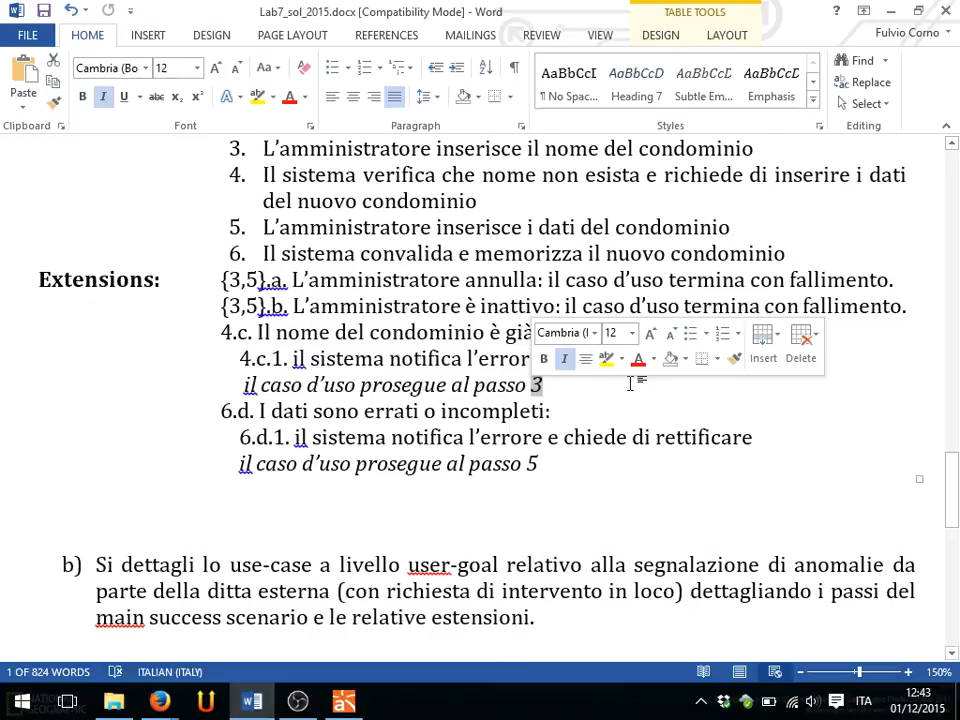 Lab7_sol_2015.docx [Compatibility Mode] - Word
TABLE TOOLS
FILE HOME INSERT DESIGN PAGE LAYOUT REFERENCES MAILINGS REVIEW VIEW DESIGN LAYOUT Fulvio Corno
Paste
Cambria (Bo 12 Aa
B I U abc x₂ x² A A
AaBbCcI AaBbCcD AaBbCcD AaBbCcD
¶ No Spac... Heading 7 Subtle Em... Emphasis
Find
Replace
Select
Clipboard Font Paragraph Styles Editing
3. L’amministratore inserisce il nome del condominio
4. Il sistema verifica che nome non esista e richiede di inserire i dati
del nuovo condominio
5. L’amministratore inserisce i dati del condominio
6. Il sistema convalida e memorizza il nuovo condominio
Extensions: {3,5}.a. L’amministratore annulla: il caso d’uso termina con fallimento.
{3,5}.b. L’amministratore è inattivo: il caso d’uso termina con fallimento.
4.c. Il nome del condominio è già
4.c.1. il sistema notifica l’error
il caso d’uso prosegue al passo 3
Cambria (I 12
B I A Insert Delete
6.d. I dati sono errati o incompleti:
6.d.1. il sistema notifica l’errore e chiede di rettificare
il caso d’uso prosegue al passo 5
b) Si dettagli lo use-case a livello user-goal relativo alla segnalazione di anomalie da
parte della ditta esterna (con richiesta di intervento in loco) dettagliando i passi del
main success scenario e le relative estensioni.
1 OF 824 WORDS ITALIAN (ITALY) 150%
ITA
12:43
01/12/2015